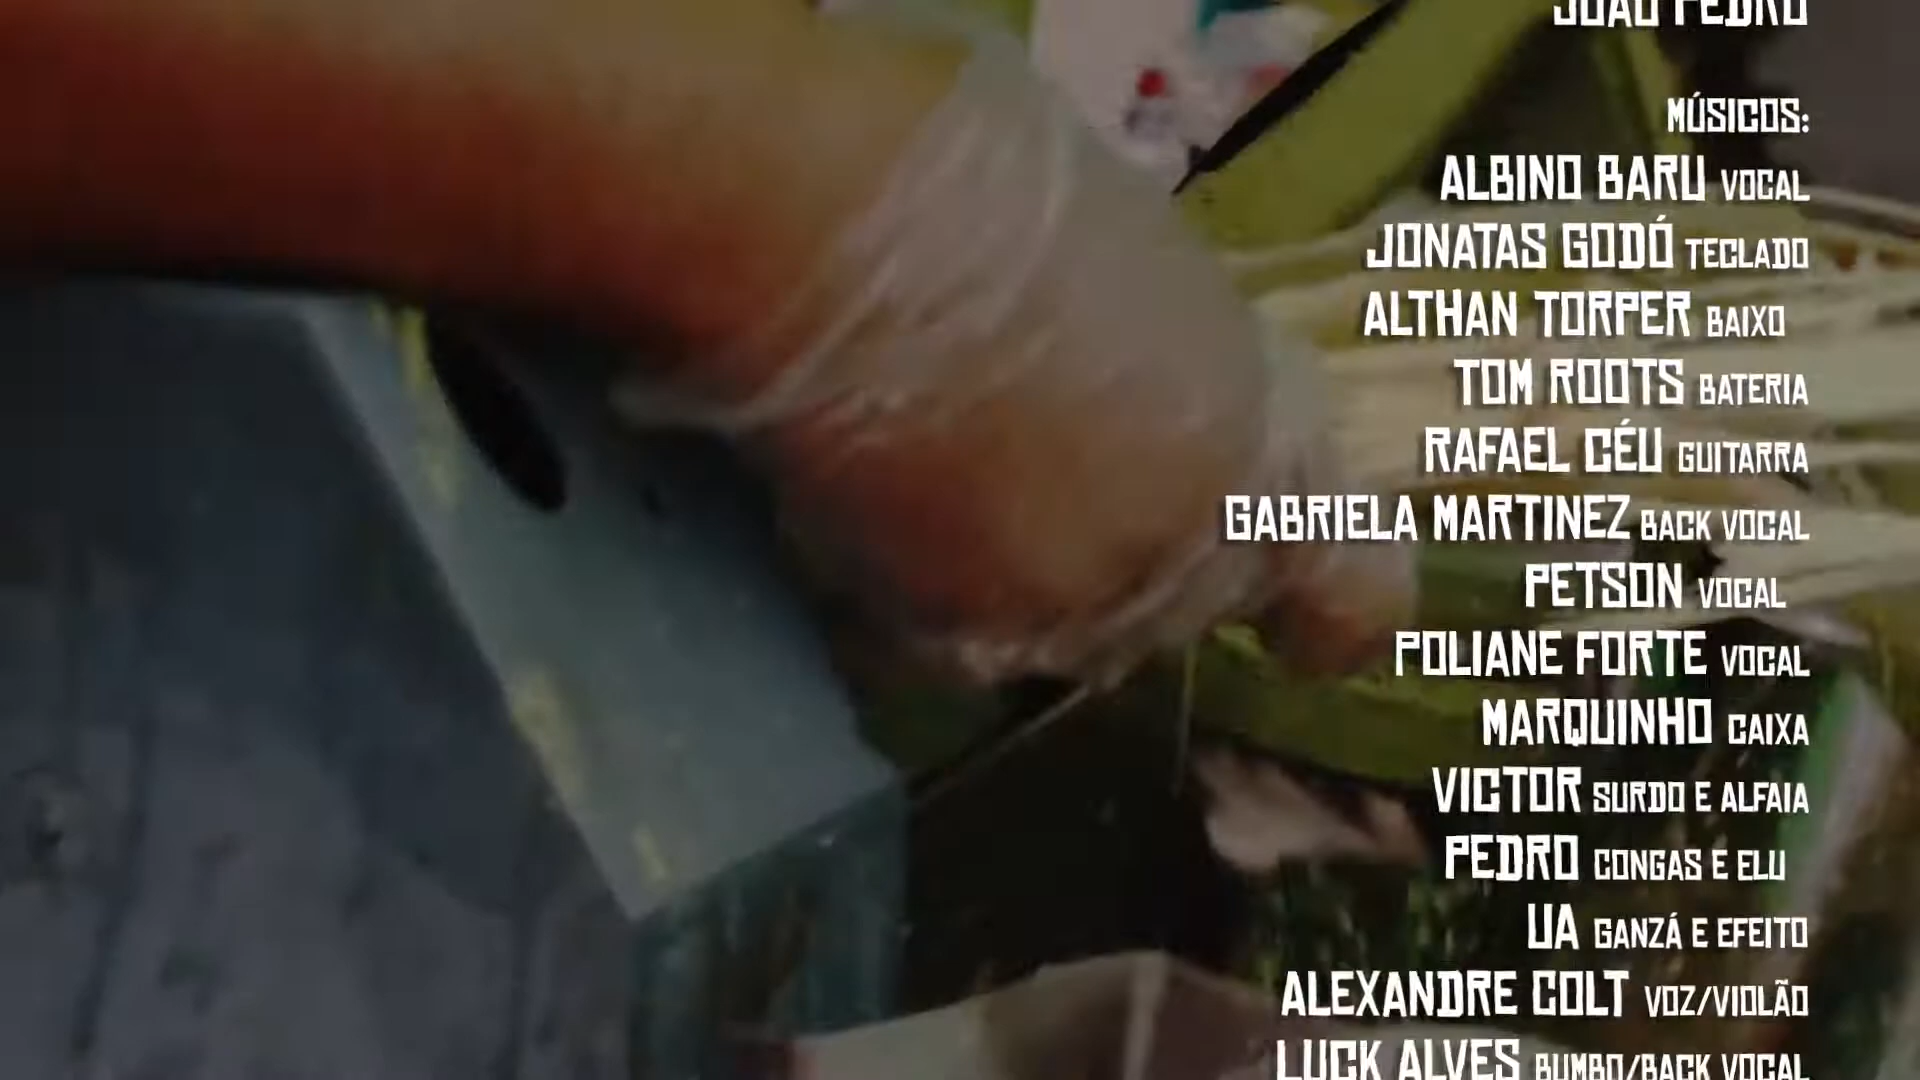 JOÃO PEDRO
MÚSICOS:
ALBINO BARU VOCAL
JONATAS GODÓ TECLADO
ALTHAN TORPER BAIXO
TOM ROOTS BATERIA
RAFAEL CÉU GUITARRA
GABRIELA MARTINEZ BACK VOCAL
PETSON VOCAL
POLIANE FORTE VOCAL
MARQUINHO CAIXA
VICTOR SURDO E ALFAIA
PEDRO CONGAS E ELU
UA GANZÁ E EFEITO
ALEXANDRE COLT VOZ/VIOLÃO
LUCK ALVES BUMBO/BACK VOCAL